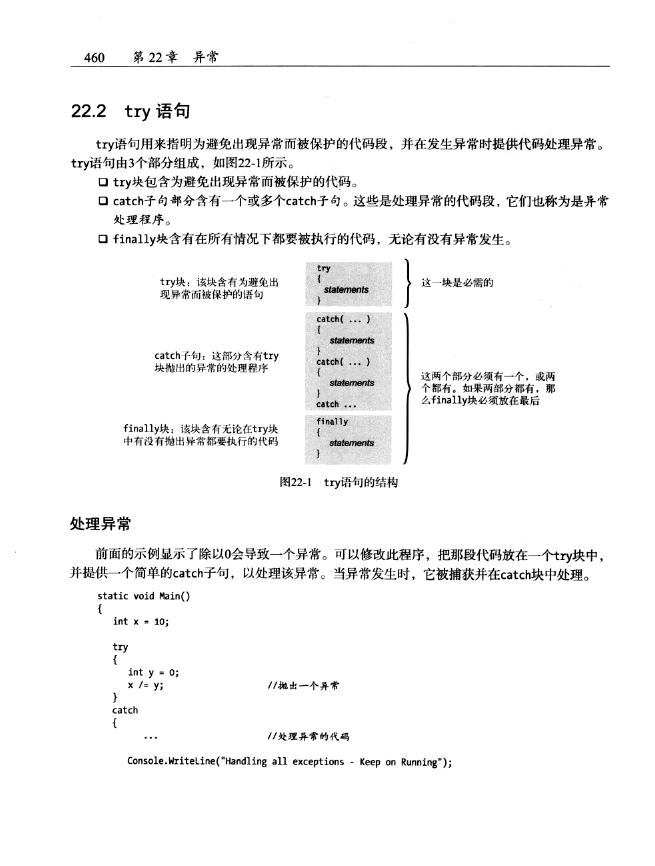 460 第 22 章 异常
22.2 try 语句
try语句用来指明为避免出现异常而被保护的代码段，并在发生异常时提供代码处理异常。
try语句由3个部分组成，如图22-1所示。
❏ try块包含为避免出现异常而被保护的代码。
❏ catch子句部分含有一个或多个catch子句。这些是处理异常的代码段，它们也称为是异常
处理程序。
❏ finally块含有在所有情况下都要被执行的代码，无论有没有异常发生。
try块：该块含有为避免出
现异常而被保护的语句
try
{
statements
}
这一块是必需的
catch子句：这部分含有try
块抛出的异常的处理程序
catch( ... )
{
statements
}
catch( ... )
{
statements
}
catch ...
这两个部分必须有一个，或两
个都有。如果两部分都有，那
么finally块必须放在最后
finally块：该块含有无论在try块
中有没有抛出异常都要执行的代码
finally
{
statements
}
图22-1 try语句的结构
处理异常
前面的示例显示了除以0会导致一个异常。可以修改此程序，把那段代码放在一个try块中，
并提供一个简单的catch子句，以处理该异常。当异常发生时，它被捕获并在catch块中处理。
static void Main()
{
int x = 10;
try
{
int y = 0;
x /= y; //抛出一个异常
}
catch
{
... //处理异常的代码
Console.WriteLine("Handling all exceptions - Keep on Running");